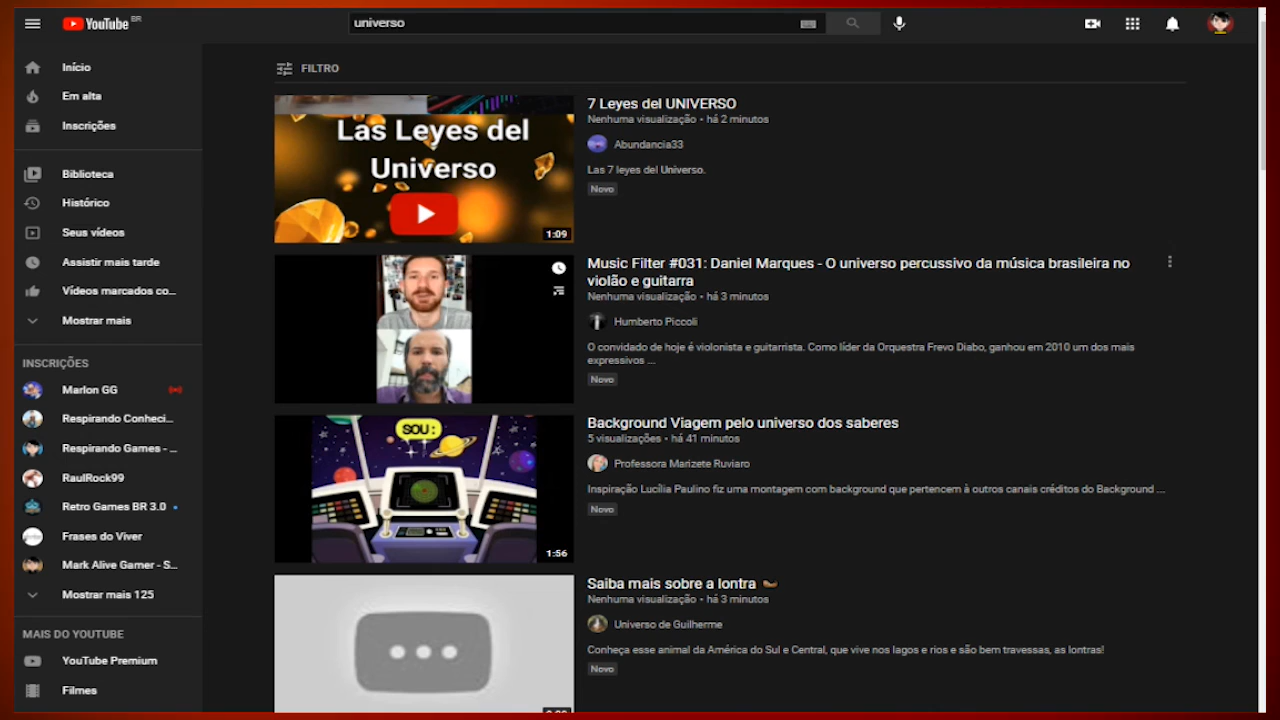 YouTube BR
universo
Início
Em alta
Inscrições
Biblioteca
Histórico
Seus vídeos
Assistir mais tarde
Vídeos marcados co...
Mostrar mais
INSCRIÇÕES
Marlon GG
Respirando Conheci...
Respirando Games - ...
RaulRock99
Retro Games BR 3.0
Frases do Viver
Mark Alive Gamer - S...
Mostrar mais 125
MAIS DO YOUTUBE
YouTube Premium
Filmes
FILTRO
Las Leyes del
Universo
1:09
7 Leyes del UNIVERSO
Nenhuma visualização • há 2 minutos
Abundancia33
Las 7 leyes del Universo.
Novo
Music Filter #031: Daniel Marques - O universo percussivo da música brasileira no
violão e guitarra
Nenhuma visualização • há 3 minutos
Humberto Piccoli
O convidado de hoje é violonista e guitarrista. Como líder da Orquestra Frevo Diabo, ganhou em 2010 um dos mais
expressivos ...
Novo
SOU:
1:56
Background Viagem pelo universo dos saberes
5 visualizações • há 41 minutos
Professora Marizete Ruviaro
Inspiração Lucília Paulino fiz uma montagem com background que pertencem à outros canais créditos do Background ...
Novo
Saiba mais sobre a lontra 🦦
Nenhuma visualização • há 3 minutos
Universo de Guilherme
Conheça esse animal da América do Sul e Central, que vive nos lagos e rios e são bem travessas, as lontras!
Novo